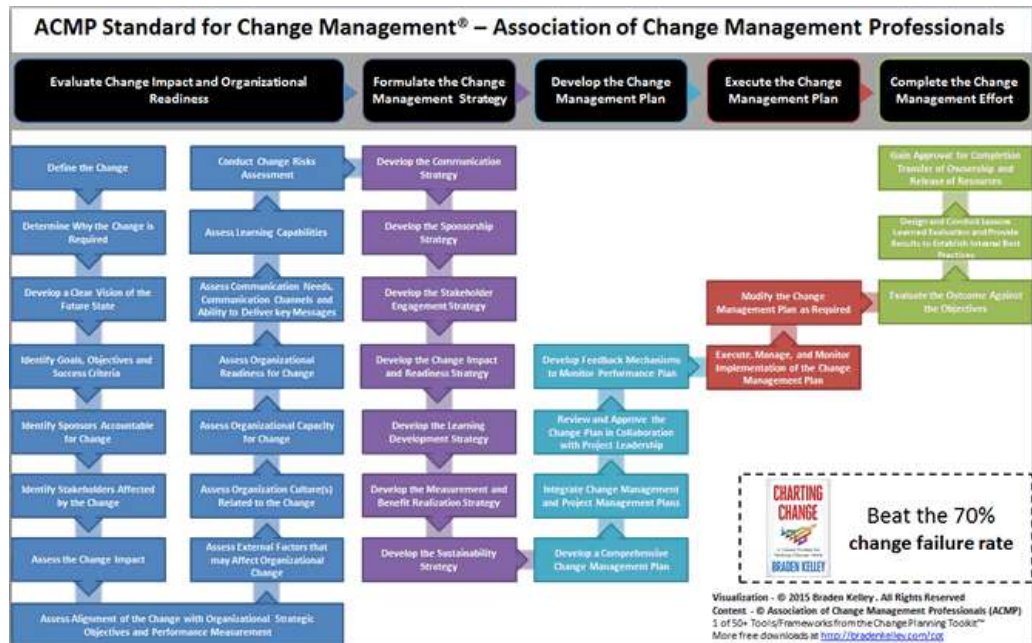 ACMP Standard for Change Management® – Association of Change Management Professionals
Evaluate Change Impact and Organizational
Readiness
Formulate the Change
Management Strategy
Develop the Change
Management Plan
Execute the Change
Management Plan
Complete the Change
Management Effort
Define the Change
Determine Why the Change is
Required
Develop a Clear Vision of the
Future State
Identify Goals, Objectives and
Success Criteria
Identify Sponsors Accountable
for Change
Identify Stakeholders Affected
by the Change
Assess the Change Impact
Assess Alignment of the Change with Organizational Strategic
Objectives and Performance Measurement
Assess External Factors that
may Affect Organizational
Change
Assess Organization Culture(s)
Related to the Change
Assess Organizational Capacity
for Change
Assess Organizational
Readiness for Change
Assess Communication Needs,
Communication Channels and
Ability to Deliver key Messages
Assess Learning Capabilities
Conduct Change Risks
Assessment
Develop the Communication
Strategy
Develop the Sponsorship
Strategy
Develop the Stakeholder
Engagement Strategy
Develop the Change Impact
and Readiness Strategy
Develop the Learning
Development Strategy
Develop the Measurement and
Benefit Realization Strategy
Develop the Sustainability
Strategy
Develop a Comprehensive
Change Management Plan
Integrate Change Management
and Project Management Plans
Review and Approve the
Change Plan in Collaboration
with Project Leadership
Develop Feedback Mechanisms
to Monitor Performance Plan
Execute, Manage, and Monitor
Implementation of the Change
Management Plan
Modify the Change
Management Plan as Required
Evaluate the Outcome Against
the Objectives
Design and Conduct Lessons
Learned Evaluation and Provide
Results to Establish Internal Best
Practices
Gain Approval for Completion
Transfer of Ownership and
Release of Resources
CHARTING
CHANGE
BRADEN KELLEY
Beat the 70%
change failure rate
Visualization - © 2015 Braden Kelley. All Rights Reserved
Content - © Association of Change Management Professionals (ACMP)
1 of 50+ Tools/Frameworks from the Change Planning Toolkit™
More free downloads at http://bradenkelley.com/cpt